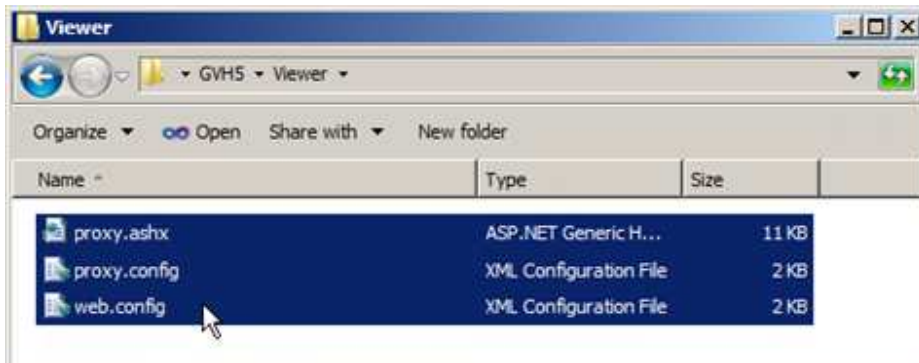 Viewer
GVH5 Viewer
Organize Open Share with New folder
Name Type Size
proxy.ashx ASP.NET Generic H... 11 KB
proxy.config XML Configuration File 2 KB
web.config XML Configuration File 2 KB